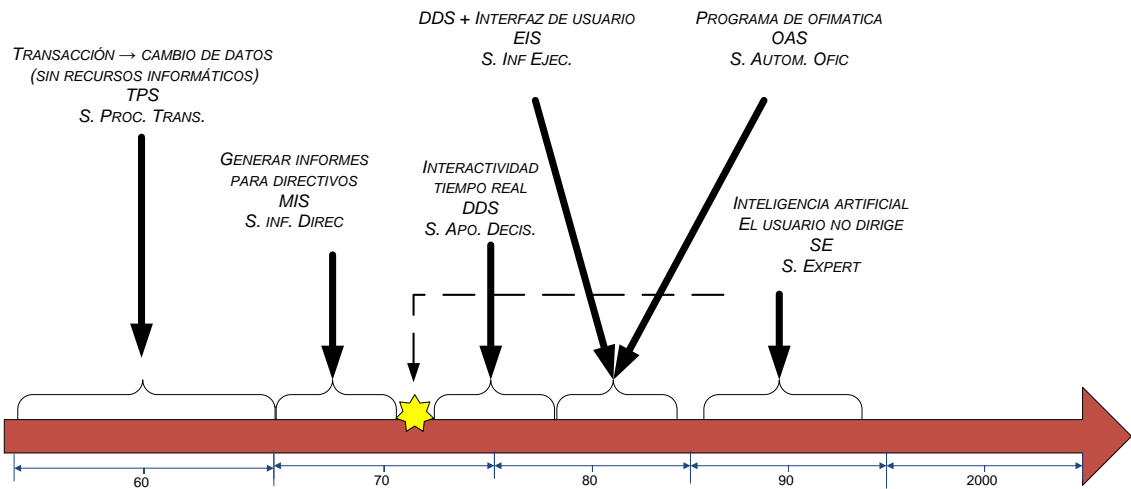 TRANSACCIÓN → CAMBIO DE DATOS
(SIN RECURSOS INFORMÁTICOS)
TPS
S. PROC. TRANS.
GENERAR INFORMES
PARA DIRECTIVOS
MIS
S. INF. DIREC
INTERACTIVIDAD
TIEMPO REAL
DDS
S. APO. DECIS.
DDS + INTERFAZ DE USUARIO
EIS
S. INF EJEC.
PROGRAMA DE OFIMATICA
OAS
S. AUTOM. OFIC
INTELIGENCIA ARTIFICIAL
EL USUARIO NO DIRIGE
SE
S. EXPERT
60
70
80
90
2000